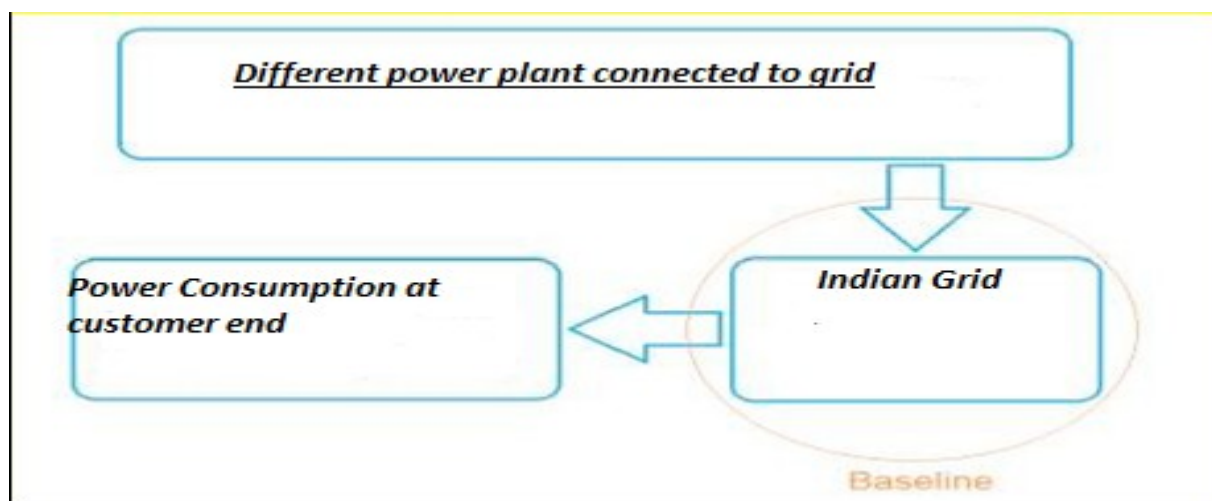 Different power plant connected to grid
Indian Grid
Power Consumption at
customer end
Baseline